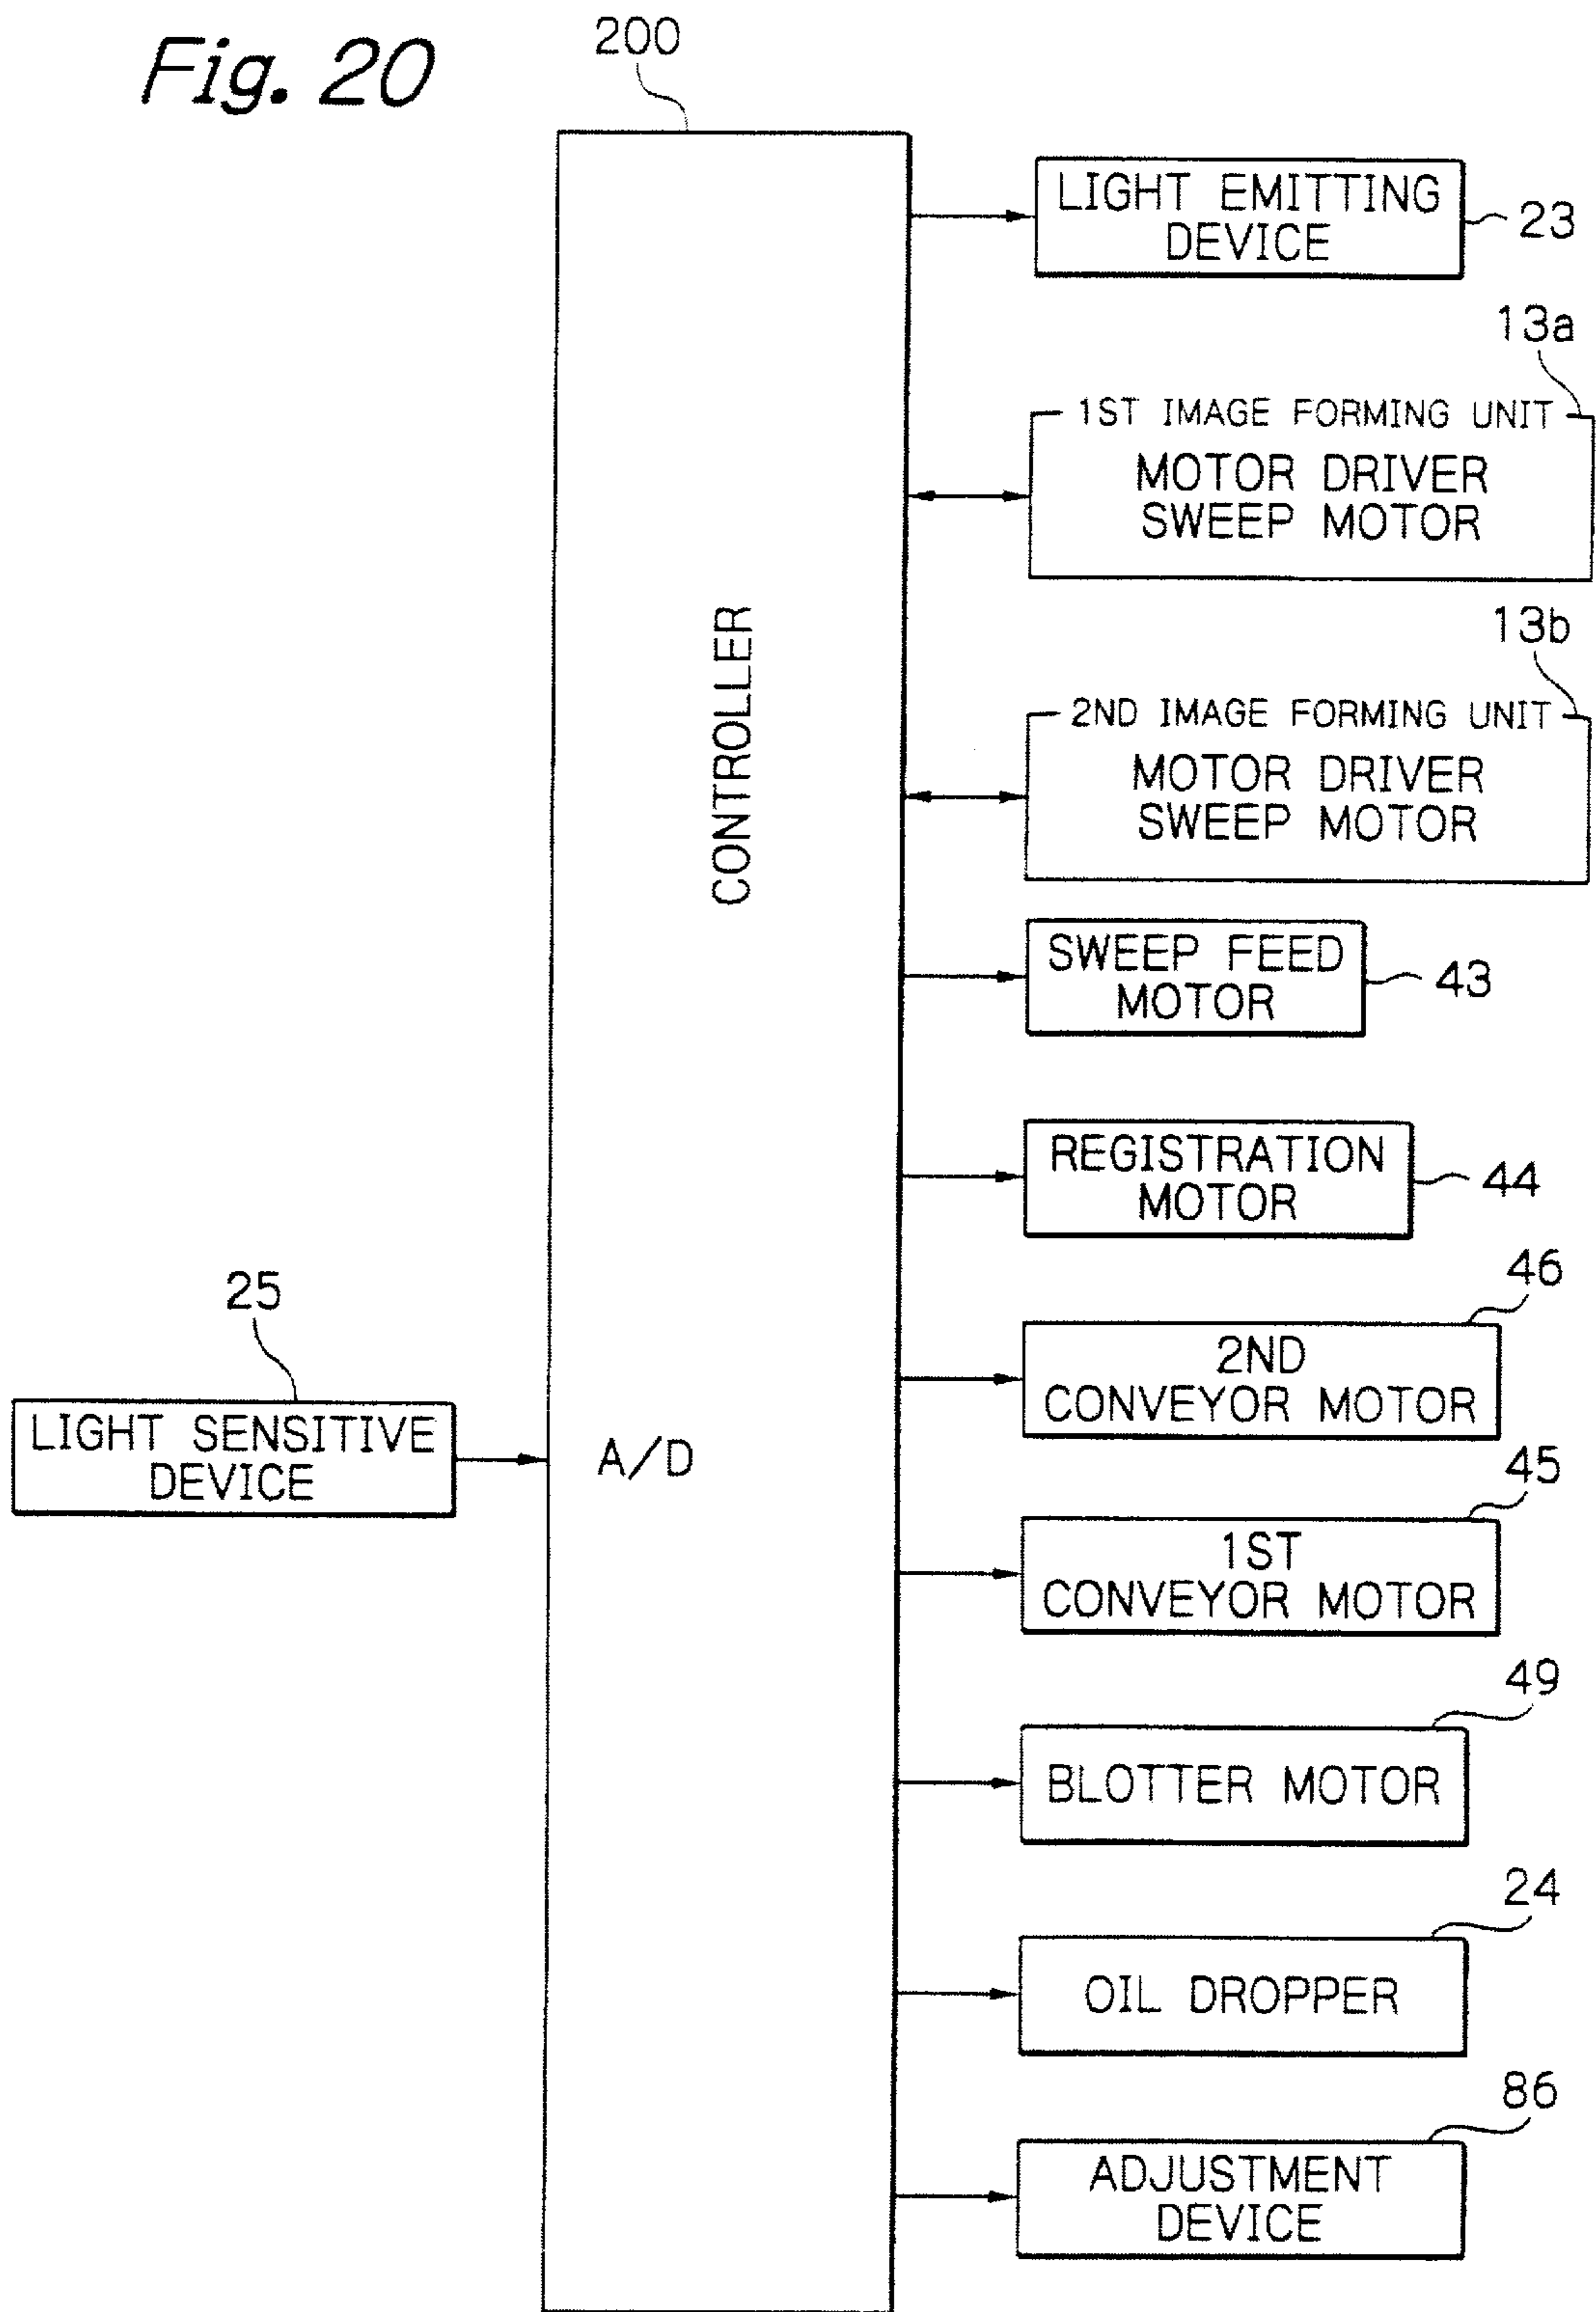 Fig. 20
200
LIGHT EMITTING
DEVICE
23
13a
1ST IMAGE FORMING UNIT
MOTOR DRIVER
SWEEP MOTOR
13b
2ND IMAGE FORMING UNIT
MOTOR DRIVER
SWEEP MOTOR
CONTROLLER
SWEEP FEED
MOTOR
43
REGISTRATION
MOTOR
44
25
LIGHT SENSITIVE
DEVICE
A/D
46
2ND
CONVEYOR MOTOR
45
1ST
CONVEYOR MOTOR
49
BLOTTER MOTOR
24
OIL DROPPER
86
ADJUSTMENT
DEVICE